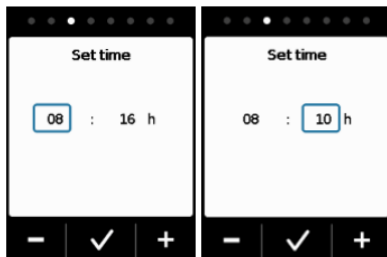 Set time
08 : 16 h
− ✓ +
Set time
08 : 10 h
− ✓ +